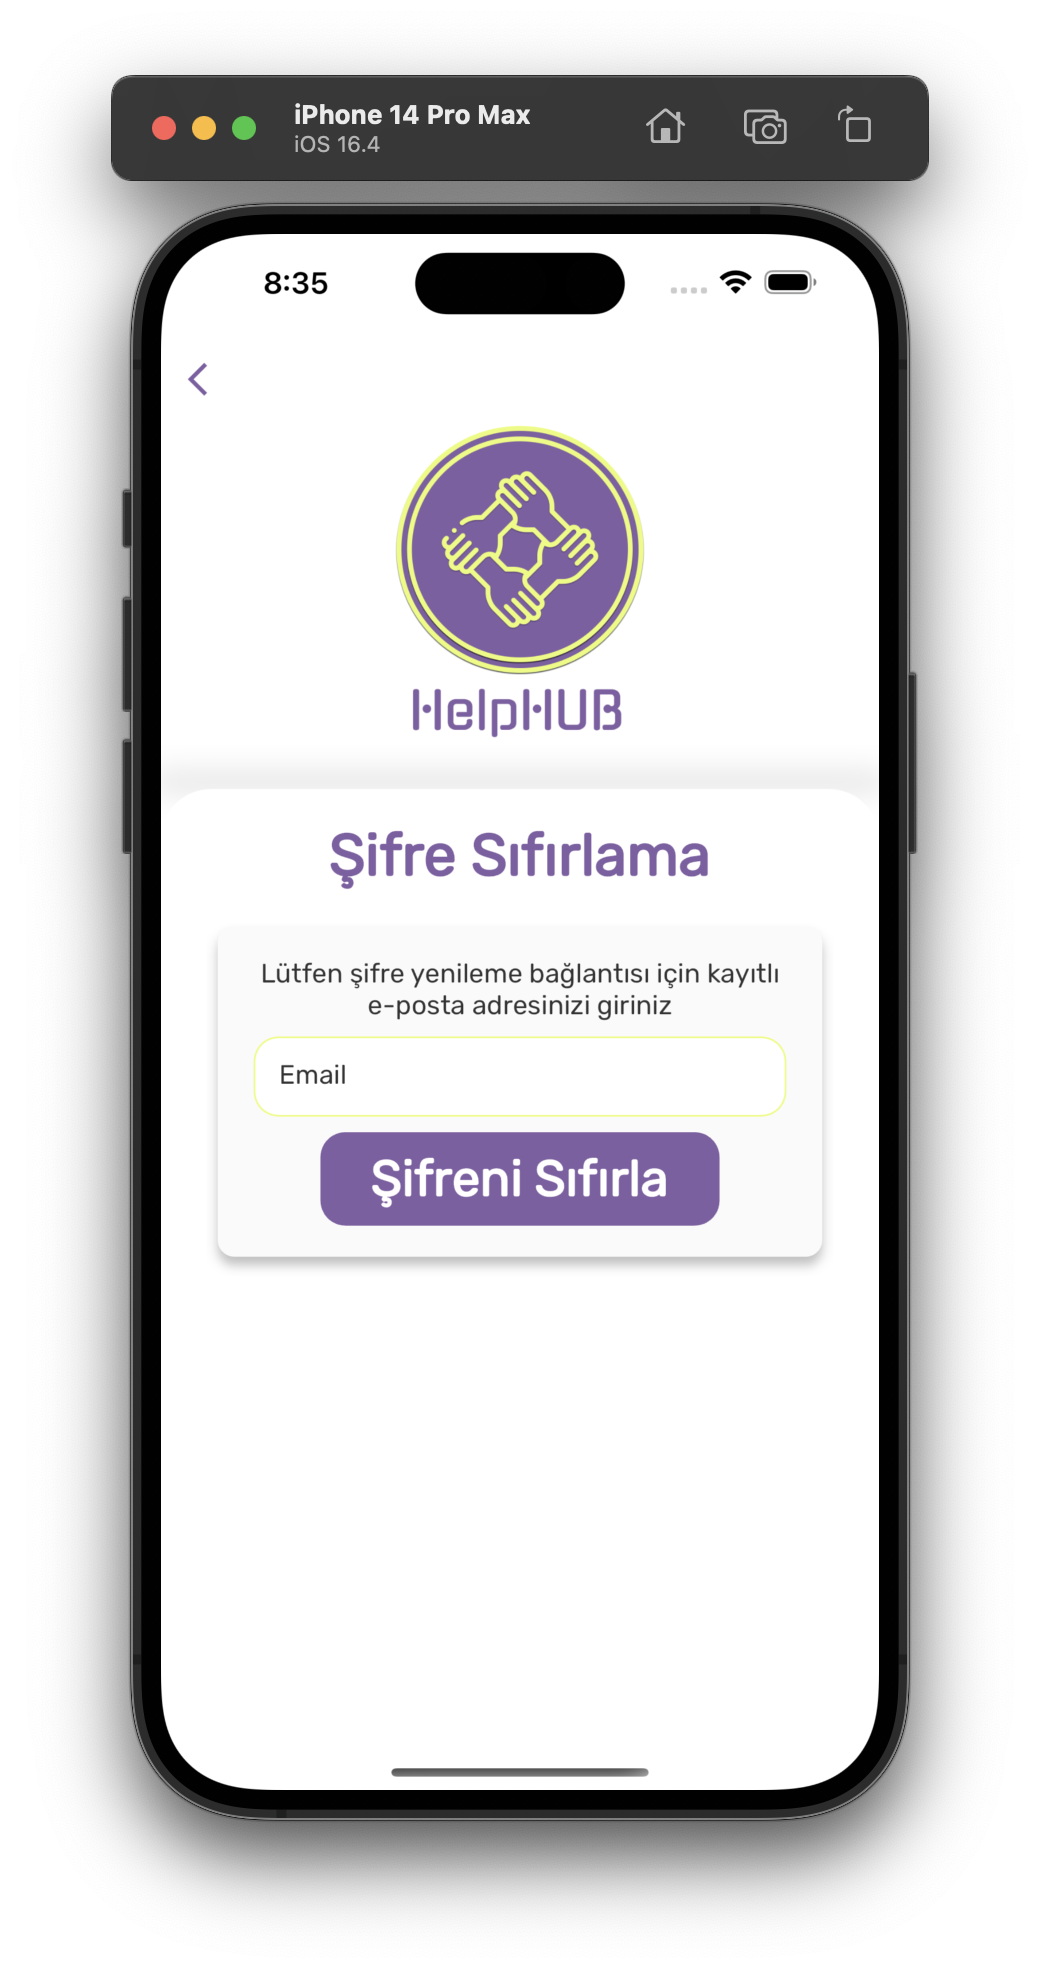 iPhone 14 Pro Max
iOS 16.4
8:35
HelpHUB
Şifre Sıfırlama
Lütfen şifre yenileme bağlantısı için kayıtlı
e-posta adresinizi giriniz
Email
Şifreni Sıfırla